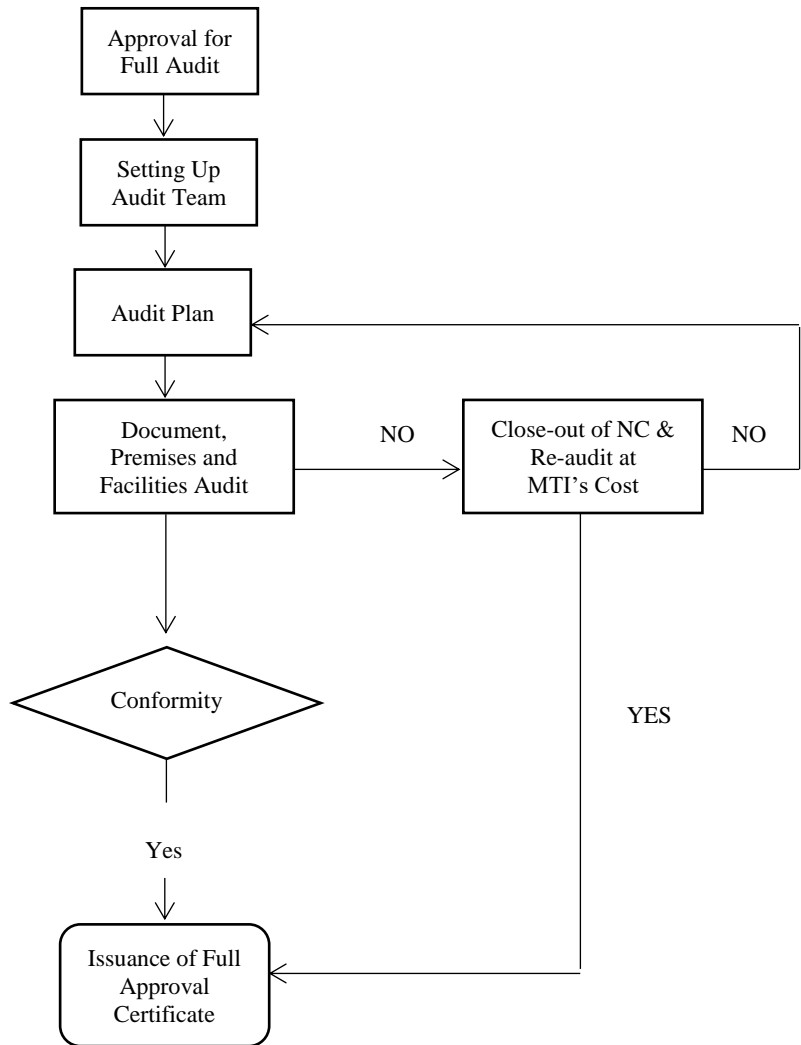 Approval for
Full Audit
Setting Up
Audit Team
Audit Plan
Document,
Premises and
Facilities Audit
NO
Close-out of NC &
Re-audit at
MTI’s Cost
NO
Conformity
YES
Yes
Issuance of Full
Approval
Certificate